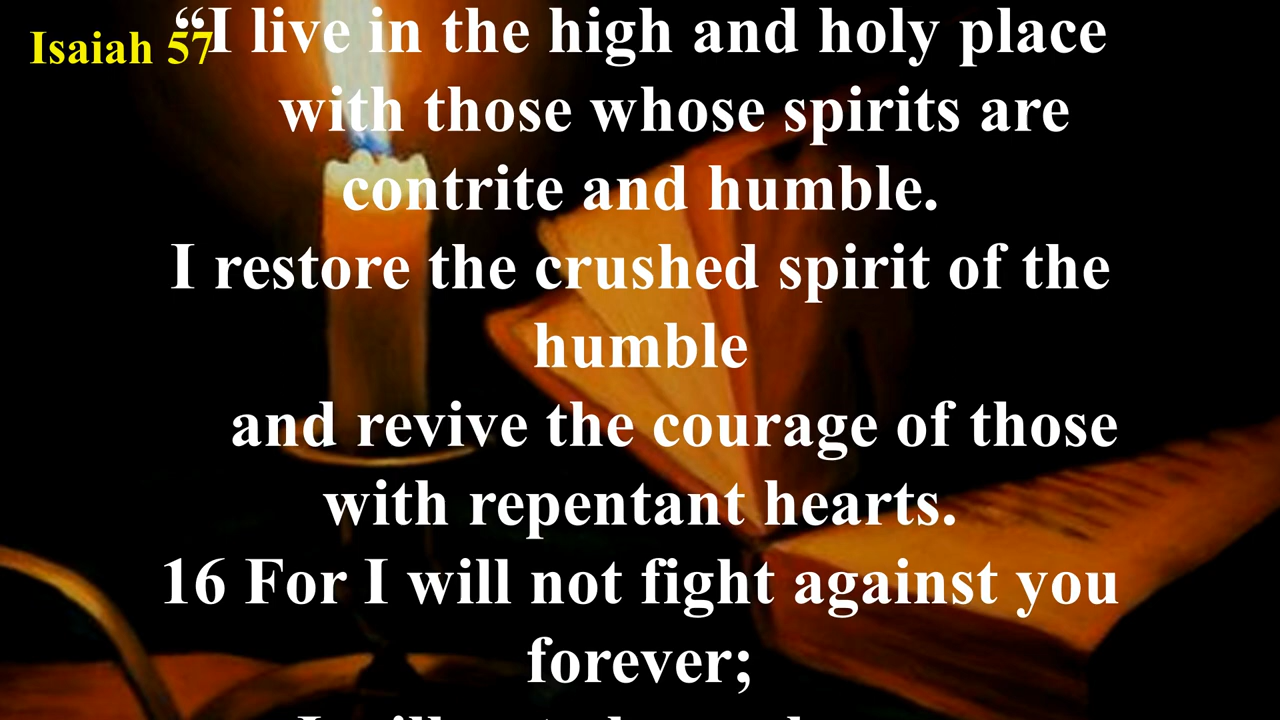 Isaiah 57
“I live in the high and holy place
with those whose spirits are
contrite and humble.
I restore the crushed spirit of the
humble
and revive the courage of those
with repentant hearts.
16 For I will not fight against you
forever;